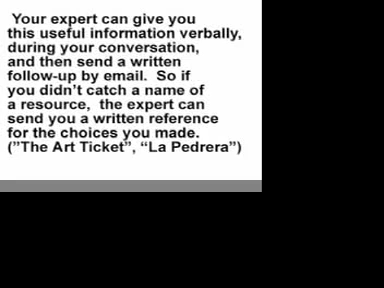 Your expert can give you
this useful information verbally,
during your conversation,
and then send a written
follow-up by email.  So if
you didn’t catch a name of
a resource,  the expert can
send you a written reference
for the choices you made.
(”The Art Ticket”, “La Pedrera”)